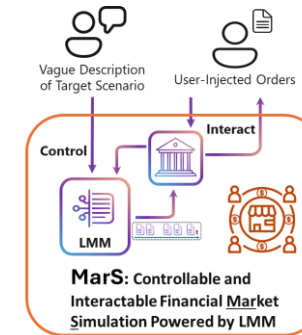 Vague Description
of Target Scenario
User-Injected Orders
Control
Interact
LMM
MarS: Controllable and
Interactable Financial Market
Simulation Powered by LMM